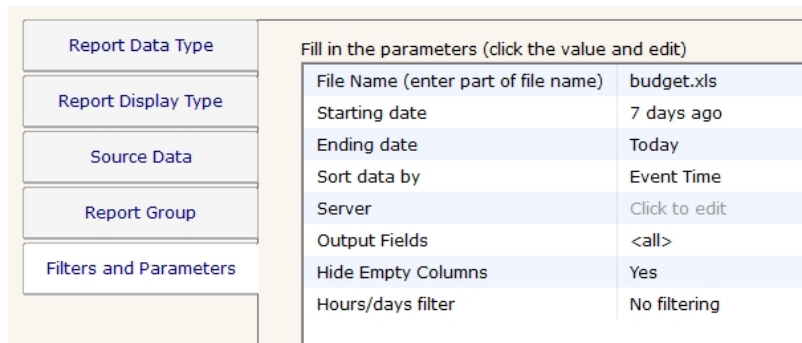 Report Data Type
Report Display Type
Source Data
Report Group
Filters and Parameters
Fill in the parameters (click the value and edit)
File Name (enter part of file name) budget.xls
Starting date 7 days ago
Ending date Today
Sort data by Event Time
Server Click to edit
Output Fields <all>
Hide Empty Columns Yes
Hours/days filter No filtering